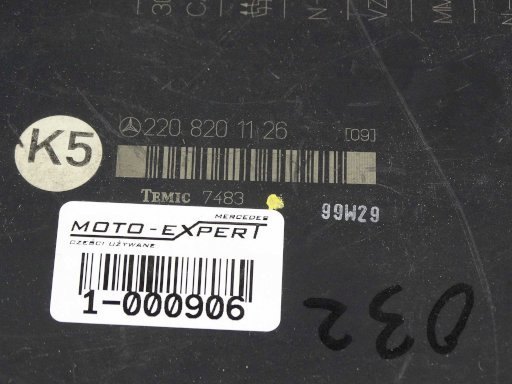 K5
220 820 11 26 [09]
TEMIC 7483
99W29
MERCEDES
MOTO-EXPERT
CZĘŚCI UŻYWANE
1-000906
032